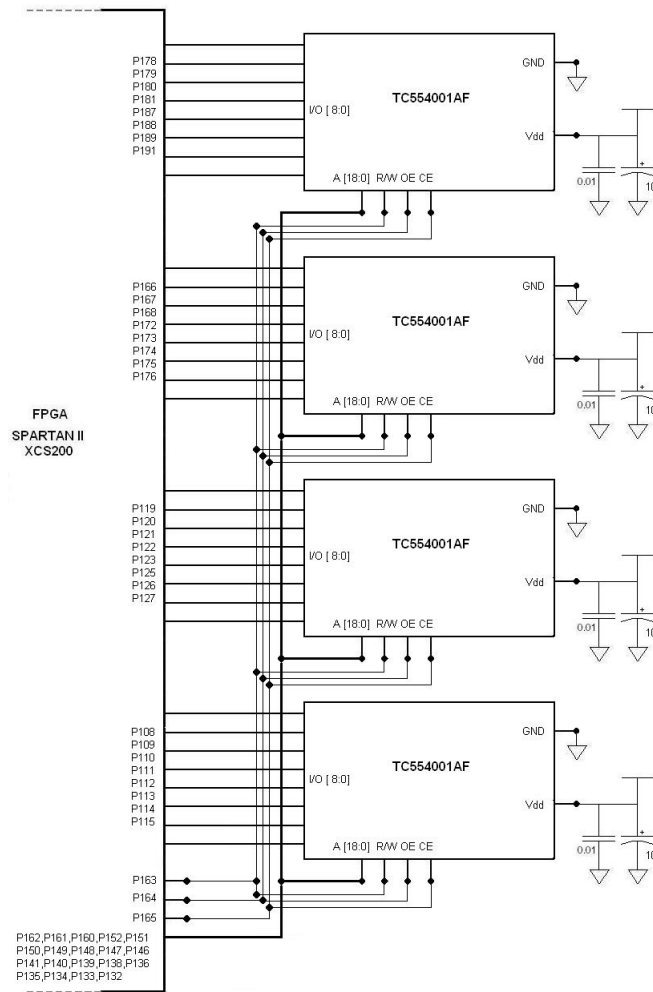 P178
P179
P180
P181
P187
P188
P189
P191
I/O [ 8:0]
TC554001AF
GND
Vdd
A [18:0] R/W OE CE
0.01
10
P166
P167
P168
P172
P173
P174
P175
P176
I/O [ 8:0]
TC554001AF
GND
Vdd
A [18:0] R/W OE CE
0.01
10
FPGA
SPARTAN II
XCS200
P119
P120
P121
P122
P123
P125
P126
P127
I/O [ 8:0]
TC554001AF
GND
Vdd
A [18:0] R/W OE CE
0.01
10
P108
P109
P110
P111
P112
P113
P114
P115
I/O [ 8:0]
TC554001AF
GND
Vdd
A [18:0] R/W OE CE
0.01
10
P163
P164
P165
P162,P161,P160,P152,P151
P150,P149,P148,P147,P146
P141,P140,P139,P138,P136
P135,P134,P133,P132